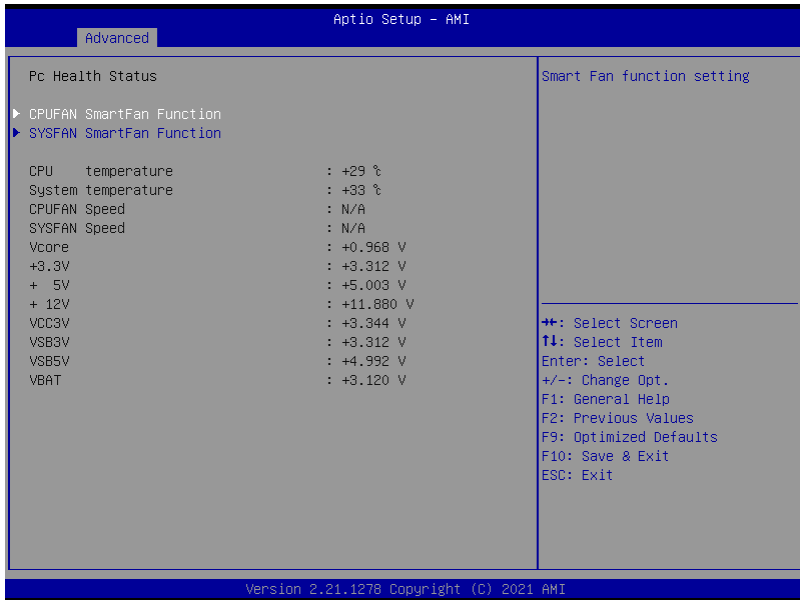 Aptio Setup - AMI
Advanced
Pc Health Status
CPUFAN SmartFan Function
SYSFAN SmartFan Function
CPU temperature : +29 ℃
System temperature : +33 ℃
CPUFAN Speed : N/A
SYSFAN Speed : N/A
Vcore : +0.968 V
+3.3V : +3.312 V
+ 5V : +5.003 V
+ 12V : +11.880 V
VCC3V : +3.344 V
VSB3V : +3.312 V
VSB5V : +4.992 V
VBAT : +3.120 V
Smart Fan function setting
→←: Select Screen
↑↓: Select Item
Enter: Select
+/-: Change Opt.
F1: General Help
F2: Previous Values
F9: Optimized Defaults
F10: Save & Exit
ESC: Exit
Version 2.21.1278 Copyright (C) 2021 AMI